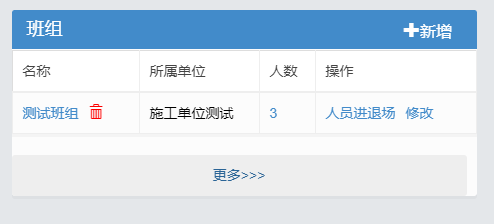 班组
新增
名称 所属单位 人数 操作
测试班组 施工单位测试 3 人员进退场 修改
更多>>>